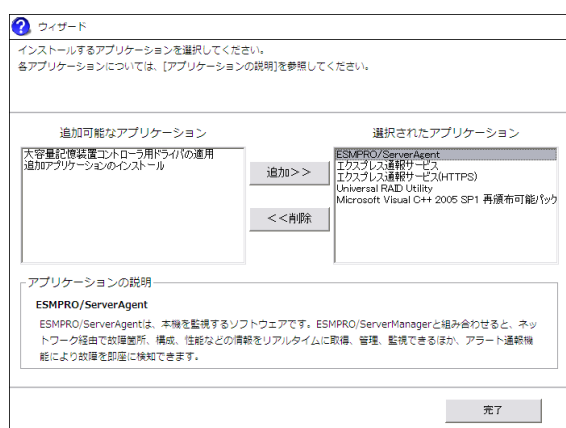 ウィザード
インストールするアプリケーションを選択してください。
各アプリケーションについては、[アプリケーションの説明]を参照してください。
追加可能なアプリケーション
選択されたアプリケーション
大容量記憶装置コントローラ用ドライバの適用
追加アプリケーションのインストール
追加>>
<<削除
ESMPRO/ServerAgent
エクスプレス通報サービス
エクスプレス通報サービス(HTTPS)
Universal RAID Utility
Microsoft Visual C++ 2005 SP1 再頒布可能パック
アプリケーションの説明
ESMPRO/ServerAgent
ESMPRO/ServerAgentは、本機を監視するソフトウェアです。ESMPRO/ServerManagerと組み合わせると、ネッ
トワーク経由で故障箇所、構成、性能などの情報をリアルタイムに取得、管理、監視できるほか、アラート通報機
能により故障を即座に検知できます。
完了